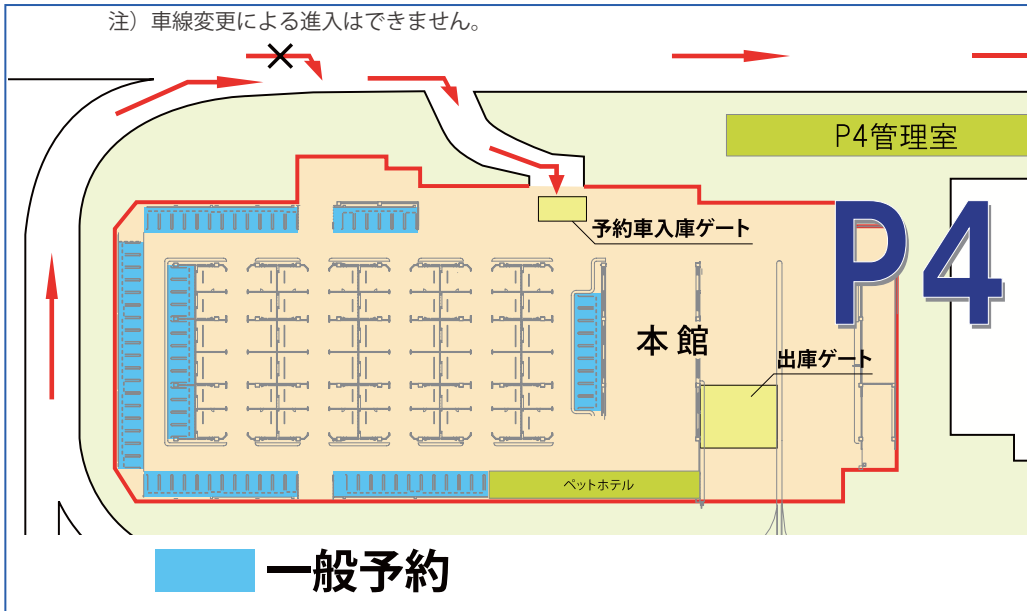 注）車線変更による進入はできません。
P4管理室
P4
予約車入庫ゲート
本館
出庫ゲート
ペットホテル
一般予約